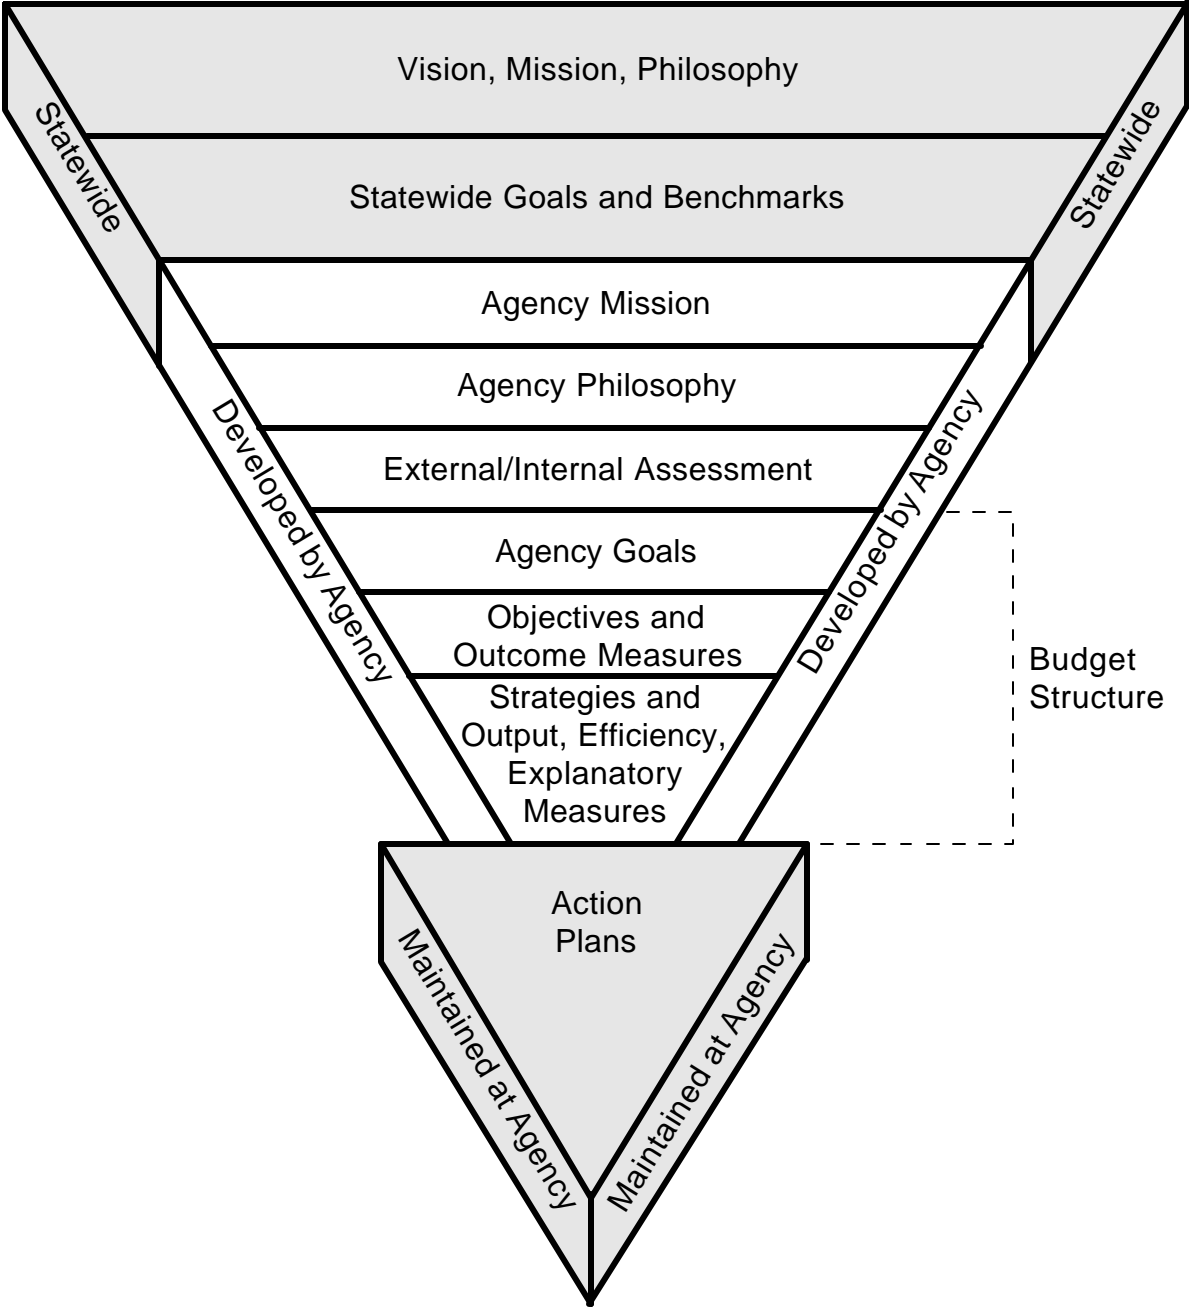 Vision, Mission, Philosophy
Statewide
Statewide
Statewide Goals and Benchmarks
Agency Mission
Agency Philosophy
External/Internal Assessment
Developed by Agency
Developed by Agency
Agency Goals
Objectives and
Outcome Measures
Budget
Structure
Strategies and
Output, Efficiency,
Explanatory
Measures
Action
Plans
Maintained at Agency
Maintained at Agency